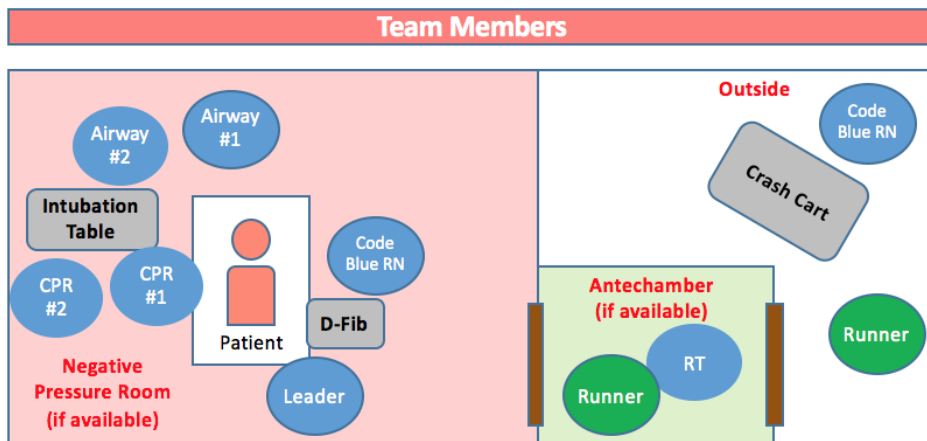 Team Members
Airway
#2
Airway
#1
Intubation
Table
CPR
#2
CPR
#1
Code
Blue RN
D-Fib
Patient
Leader
Negative
Pressure Room
(if available)
Outside
Code
Blue RN
Crash Cart
Antechamber
(if available)
Runner
RT
Runner